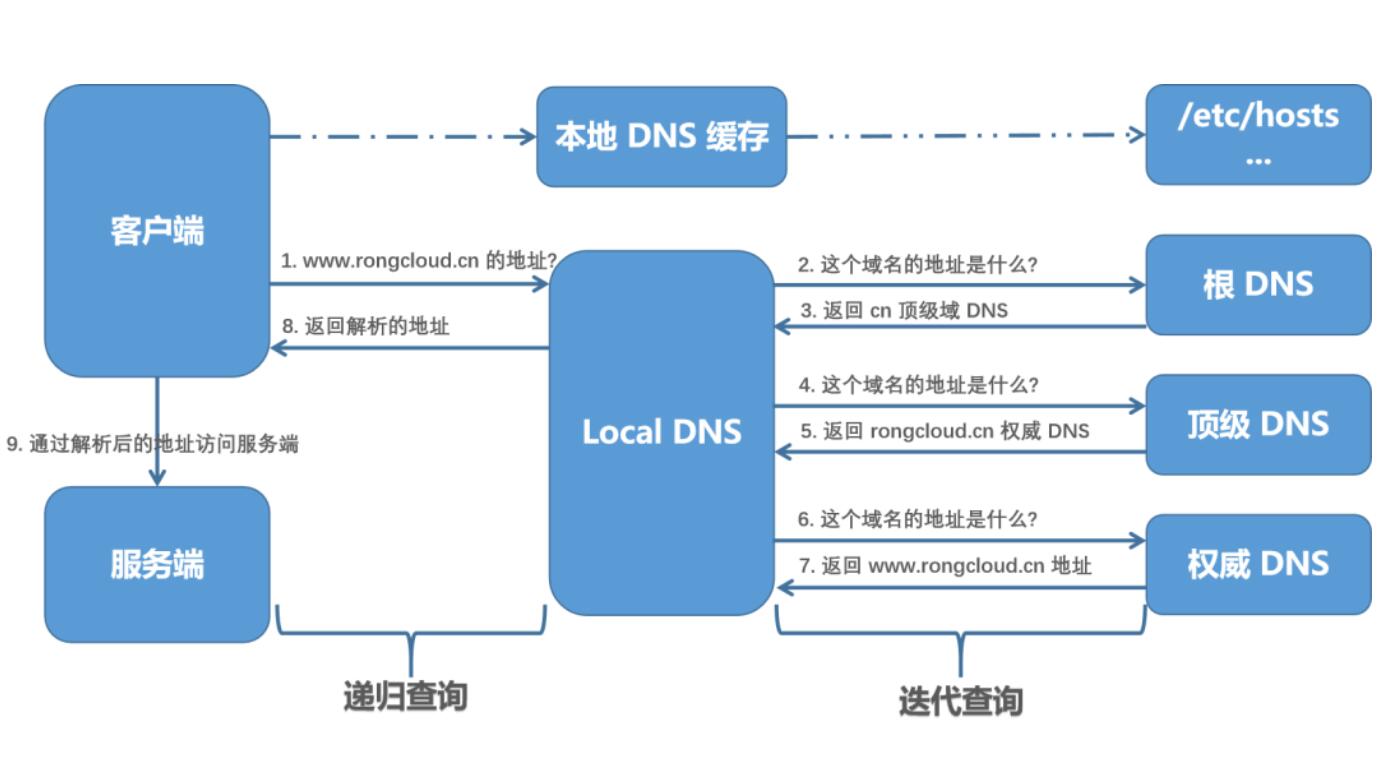 本地 DNS 缓存
/etc/hosts
...
客户端
1. www.rongcloud.cn 的地址?
2. 这个域名的地址是什么?
根 DNS
3. 返回 cn 顶级域 DNS
8. 返回解析的地址
4. 这个域名的地址是什么?
顶级 DNS
5. 返回 rongcloud.cn 权威 DNS
Local DNS
9. 通过解析后的地址访问服务端
6. 这个域名的地址是什么?
7. 返回 www.rongcloud.cn 地址
权威 DNS
服务端
递归查询
迭代查询